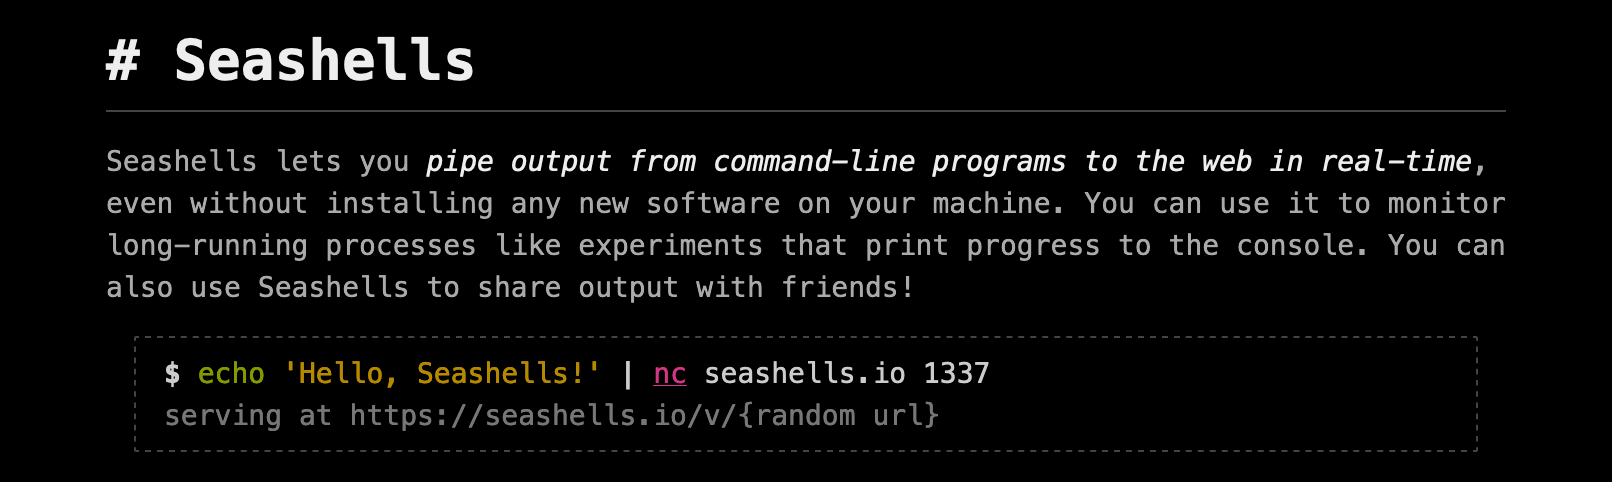 # Seashells
Seashells lets you pipe output from command-line programs to the web in real-time,
even without installing any new software on your machine. You can use it to monitor
long-running processes like experiments that print progress to the console. You can
also use Seashells to share output with friends!
$ echo 'Hello, Seashells!' | nc seashells.io 1337
serving at https://seashells.io/v/{random url}